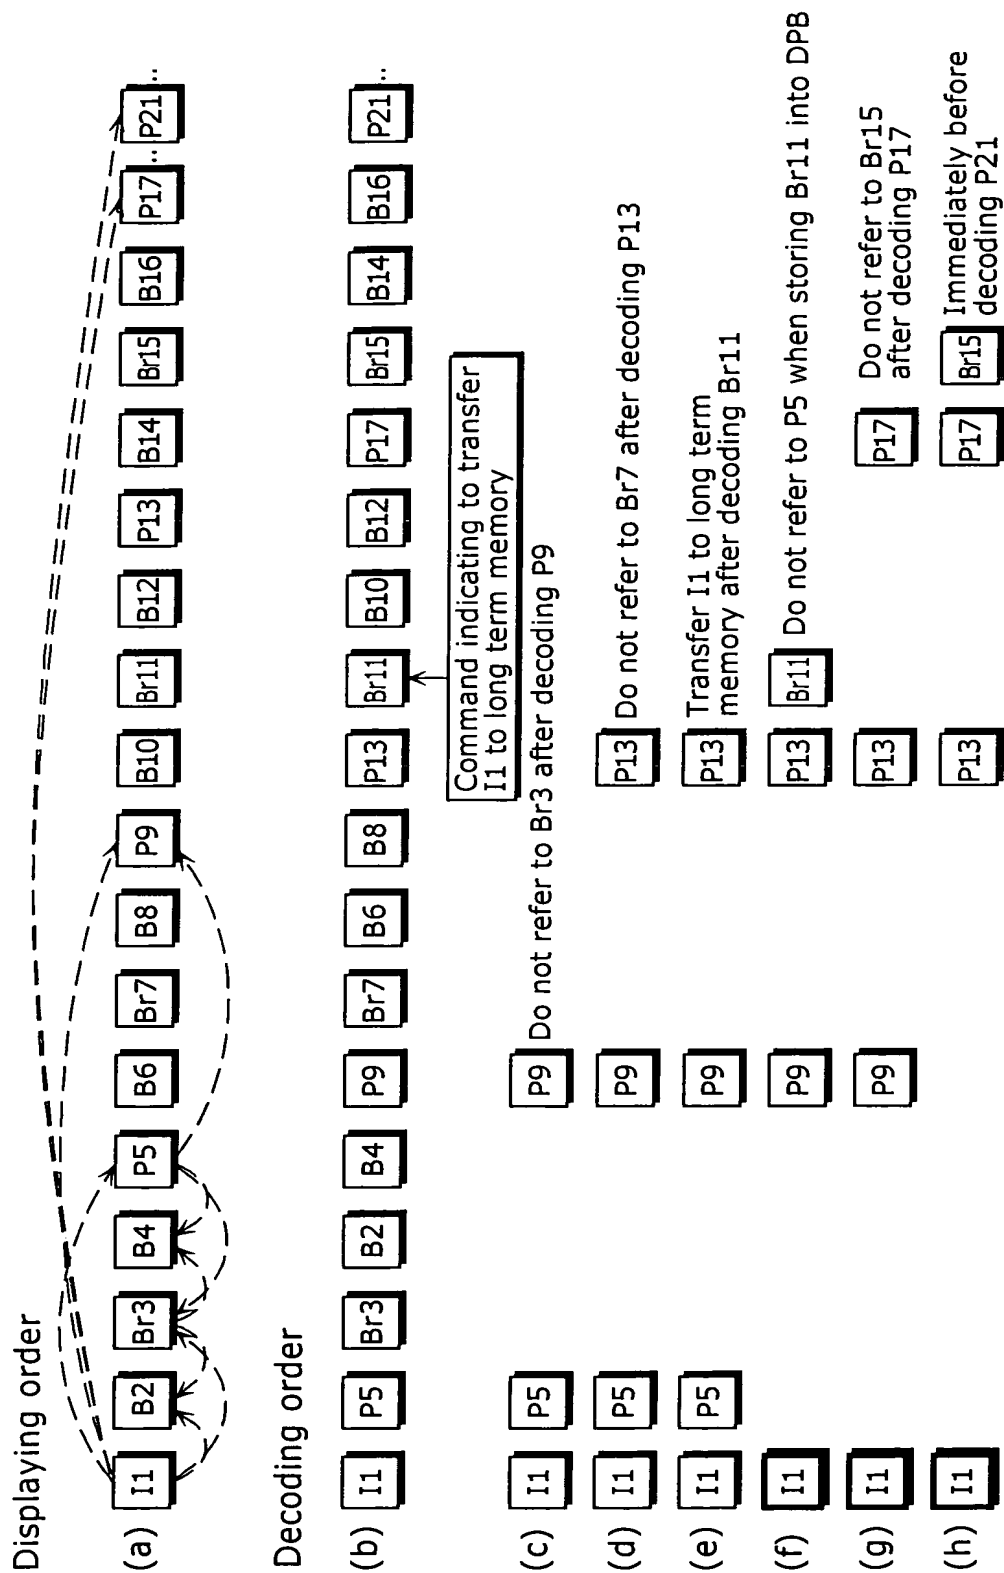 Displaying order
(a) I1 B2 Br3 B4 P5 B6 Br7 B8 P9 B10 Br11 B12 P13 B14 Br15 B16 P17 ·· P21 ··
Decoding order
(b) I1 P5 Br3 B2 B4 P9 Br7 B6 B8 P13 Br11 B10 B12 P17 Br15 B14 B16 P21 ··
Command indicating to transfer
I1 to long term memory
(c) I1 P5 P9 Do not refer to Br3 after decoding P9
(d) I1 P5 P9 P13 Do not refer to Br7 after decoding P13
(e) I1 P5 P9 P13 Transfer I1 to long term
memory after decoding Br11
(f) I1 P9 P13 Br11 Do not refer to P5 when storing Br11 into DPB
(g) I1 P9 P13 P17 Do not refer to Br15
after decoding P17
(h) I1 P13 P17 Br15 Immediately before
decoding P21